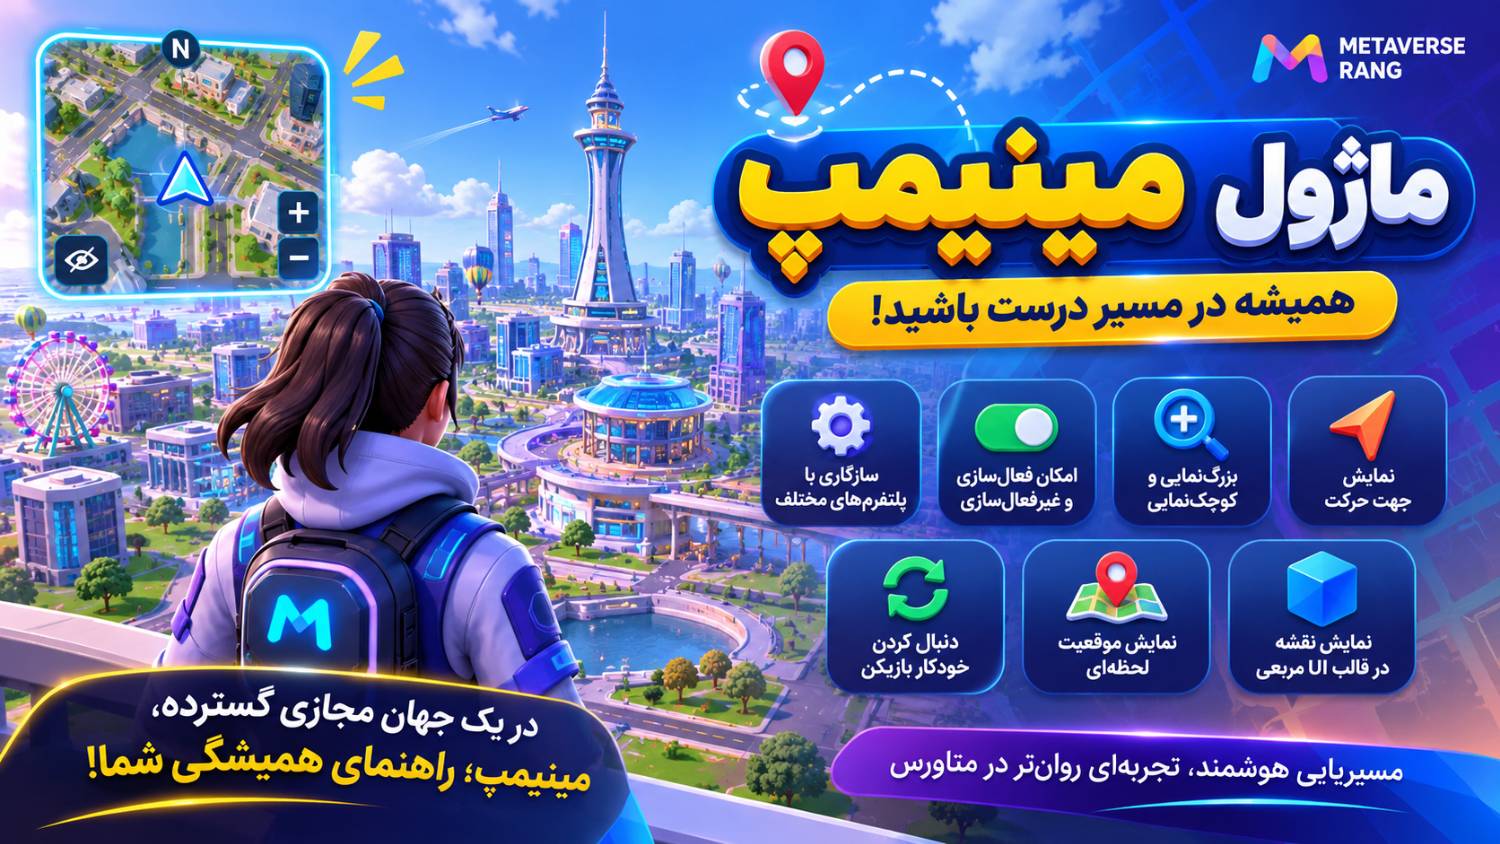 N
+
−
METAVERSE
RANG
ماژول مینیمپ
همیشه در مسیر درست باشید!
نمایش
جهت حرکت
بزرگ‌نمایی و
کوچک‌نمایی
امکان فعال‌سازی
و غیرفعال‌سازی
سازگاری با
پلتفرم‌های مختلف
نمایش نقشه
در قالب UI مربعی
نمایش موقعیت
لحظه‌ای
دنبال کردن
خودکار بازیکن
در یک جهان مجازی گسترده،
مینیمپ؛ راهنمای همیشگی شما!
مسیریابی هوشمند، تجربه‌ای روان‌تر در متاورس